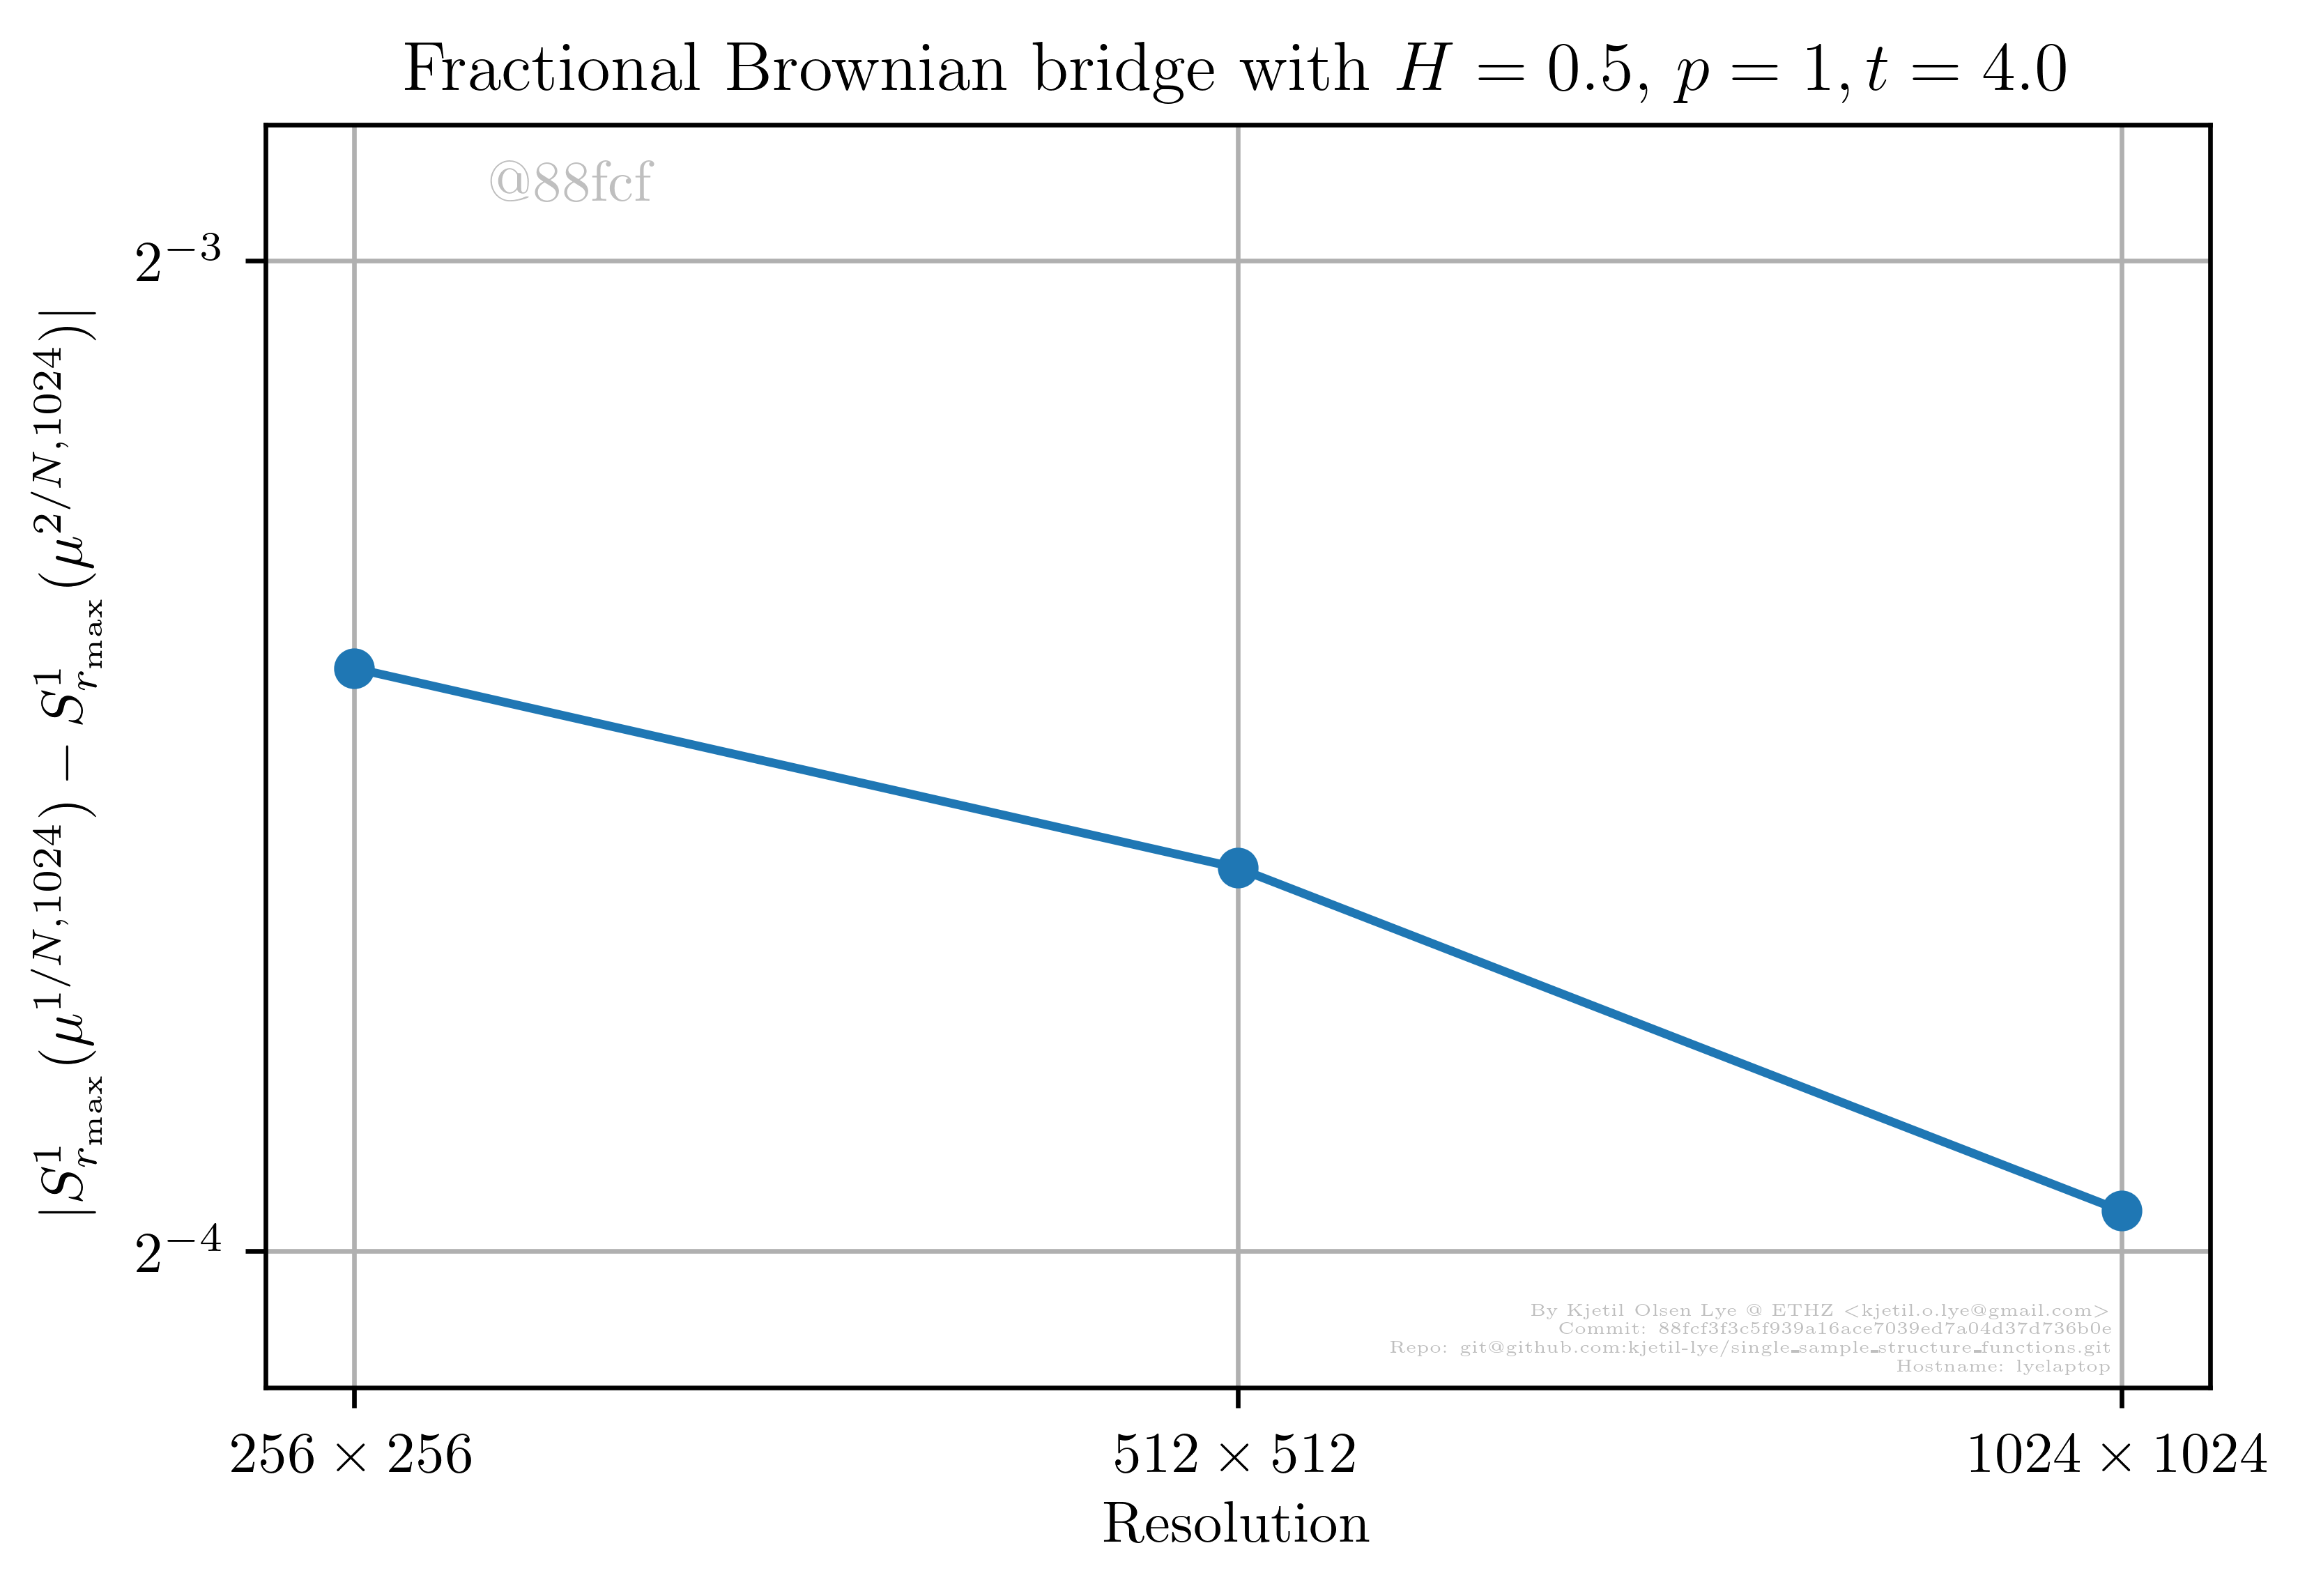 Fractional Brownian bridge with H = 0.5, p = 1, t = 4.0
@88fcf
2⁻³
2⁻⁴
|S¹_{r_max}(μ^{1/N,1024}) − S¹_{r_max}(μ^{2/N,1024})|
By Kjetil Olsen Lye @ ETHZ <kjetil.o.lye@gmail.com>
Commit: 88fcf3f3c5f939a16ace7039ed7a04d37d736b0e
Repo: git@github.com:kjetil-lye/single_sample_structure_functions.git
Hostname: lyelaptop
256 × 256
512 × 512
1024 × 1024
Resolution